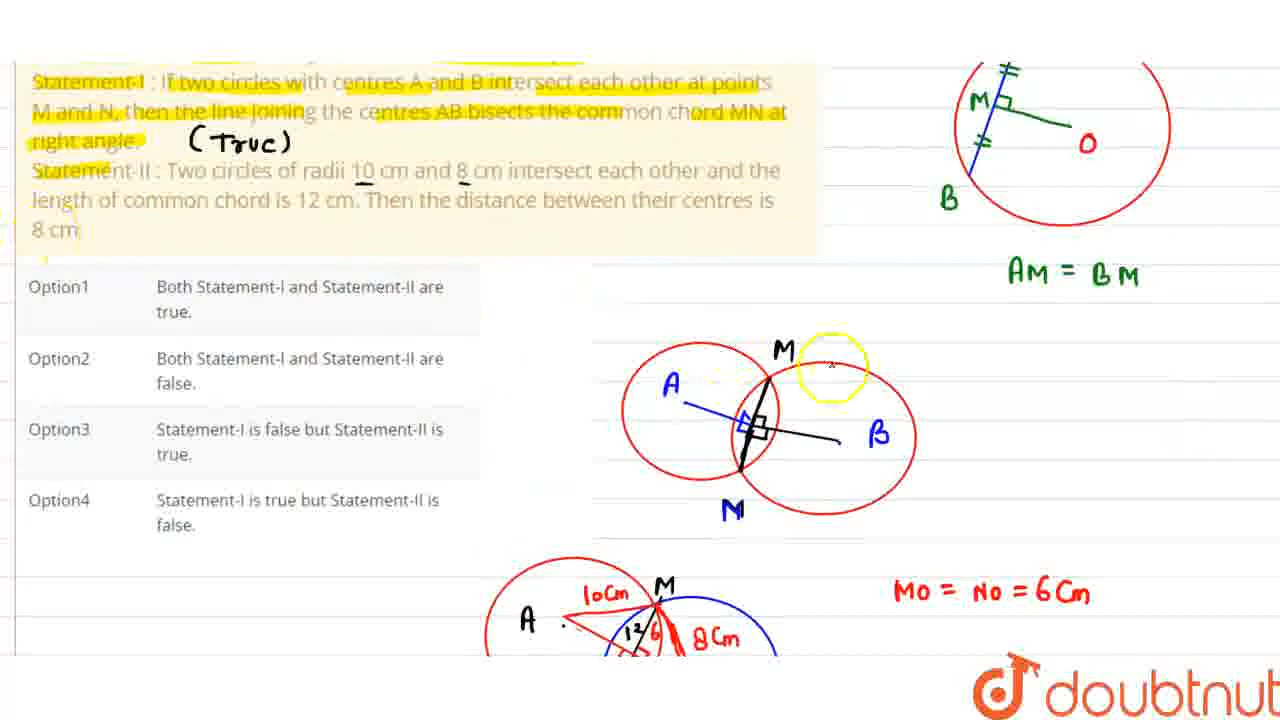 Statement-I : If two circles with centres A and B intersect each other at points
M and N, then the line joining the centres AB bisects the common chord MN at
right angle.
(True)
Statement-II : Two circles of radii 10 cm and 8 cm intersect each other and the
length of common chord is 12 cm. Then the distance between their centres is
8 cm
Option1 Both Statement-I and Statement-II are
true.
Option2 Both Statement-I and Statement-II are
false.
Option3 Statement-I is false but Statement-II is
true.
Option4 Statement-I is true but Statement-II is
false.
M
O
B
AM = BM
M
A
B
N
M
10cm
A
12
6
8cm
MO = NO = 6cm
doubtnut